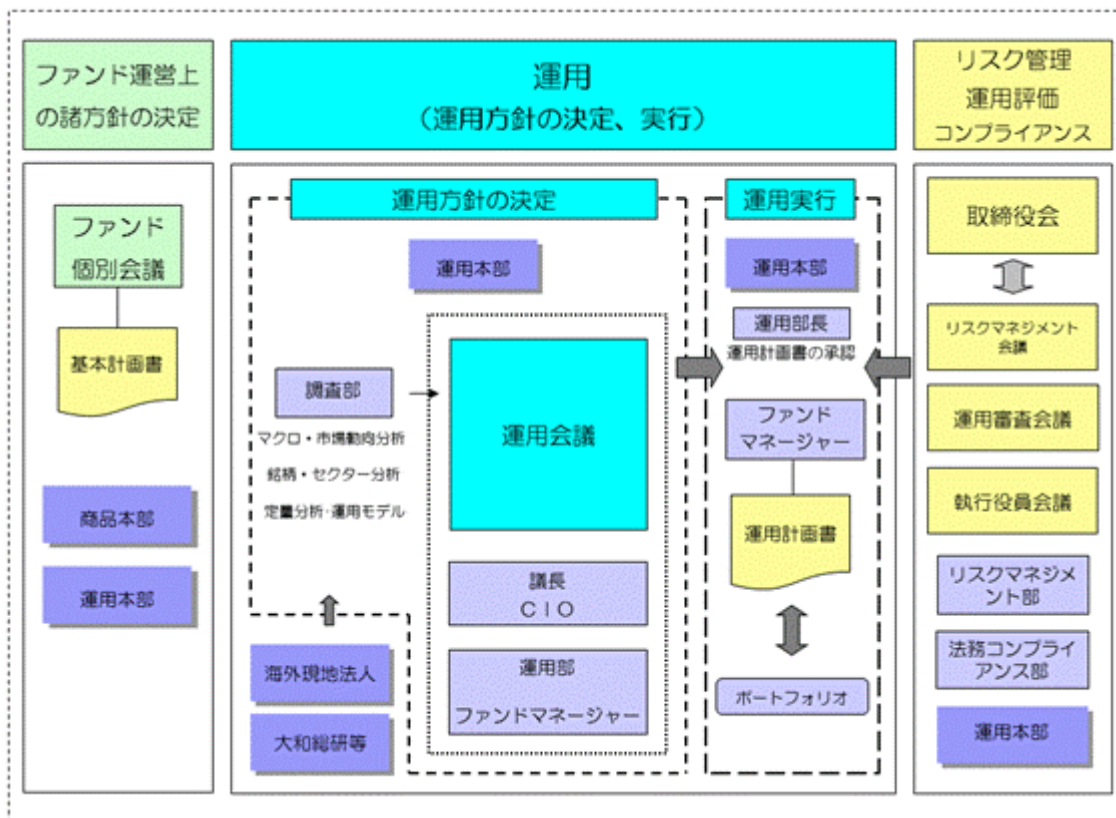 ファンド運営上
の諸方針の決定
運用
（運用方針の決定、実行）
リスク管理
運用評価
コンプライアンス
ファンド
個別会議
基本計画書
商品本部
運用本部
運用方針の決定
運用本部
調査部
マクロ・市場動向分析
銘柄・セクター分析
定量分析・運用モデル
運用会議
議長
ＣＩＯ
運用部
ファンドマネージャー
海外現地法人
大和総研等
運用実行
運用本部
運用部長
運用計画書の承認
ファンド
マネージャー
運用計画書
ポートフォリオ
取締役会
リスクマネジメント
会議
運用審査会議
執行役員会議
リスクマネジメ
ント部
法務コンプライ
アンス部
運用本部